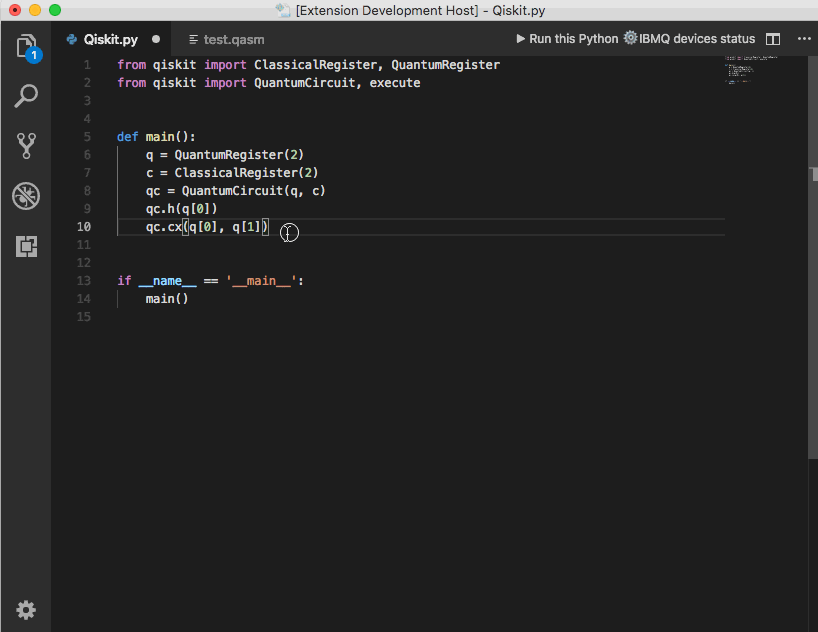 [Extension Development Host] - Qiskit.py
Qiskit.py
test.qasm
Run this Python
IBMQ devices status
1
1 from qiskit import ClassicalRegister, QuantumRegister
2 from qiskit import QuantumCircuit, execute
3
4
5 def main():
6 q = QuantumRegister(2)
7 c = ClassicalRegister(2)
8 qc = QuantumCircuit(q, c)
9 qc.h(q[0])
10 qc.cx(q[0], q[1])
11
12
13 if __name__ == '__main__':
14 main()
15